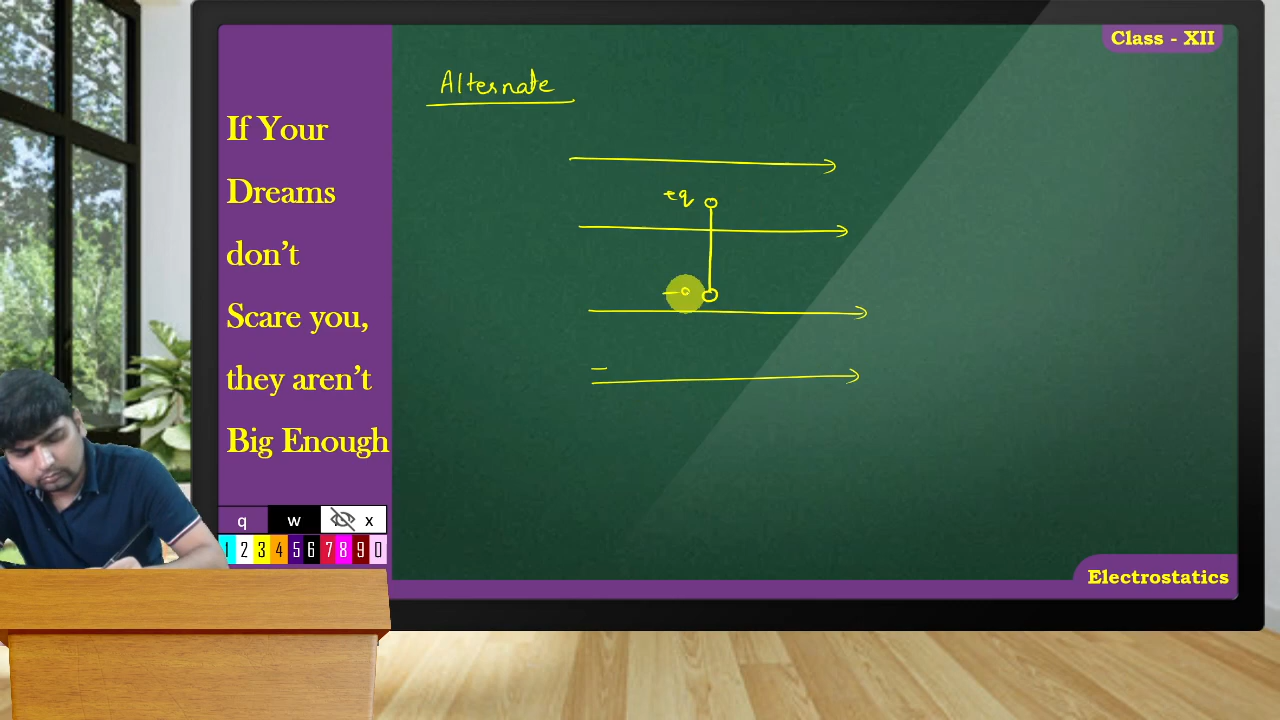 Class - XII
If Your
Dreams
don't
Scare you,
they aren't
Big Enough
Alternate
+q
q w x
1 2 3 4 5 6 7 8 9 0
Electrostatics